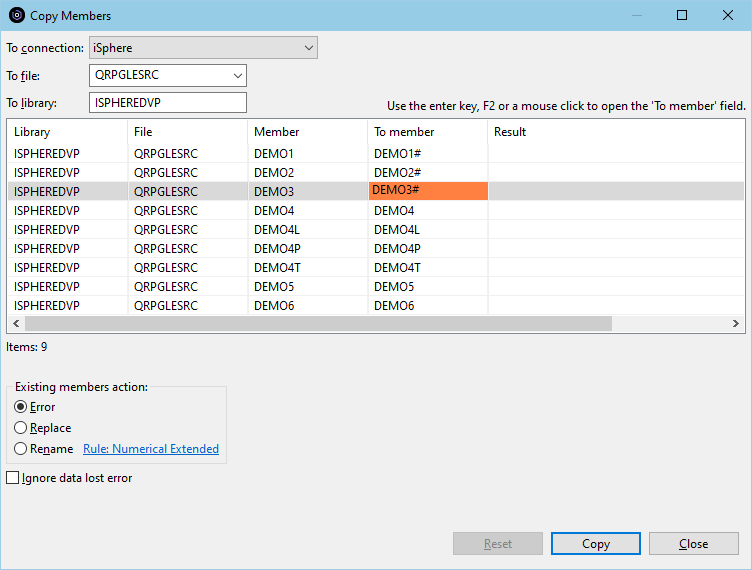 Copy Members
To connection: iSphere
To file: QRPGLESRC
To library: ISPHEREDVP
Use the enter key, F2 or a mouse click to open the 'To member' field.
Library File Member To member Result
ISPHEREDVP QRPGLESRC DEMO1 DEMO1#
ISPHEREDVP QRPGLESRC DEMO2 DEMO2#
ISPHEREDVP QRPGLESRC DEMO3 DEMO3#
ISPHEREDVP QRPGLESRC DEMO4 DEMO4
ISPHEREDVP QRPGLESRC DEMO4L DEMO4L
ISPHEREDVP QRPGLESRC DEMO4P DEMO4P
ISPHEREDVP QRPGLESRC DEMO4T DEMO4T
ISPHEREDVP QRPGLESRC DEMO5 DEMO5
ISPHEREDVP QRPGLESRC DEMO6 DEMO6
Items: 9
Existing members action:
Error
Replace
Rename Rule: Numerical Extended
Ignore data lost error
Reset Copy Close